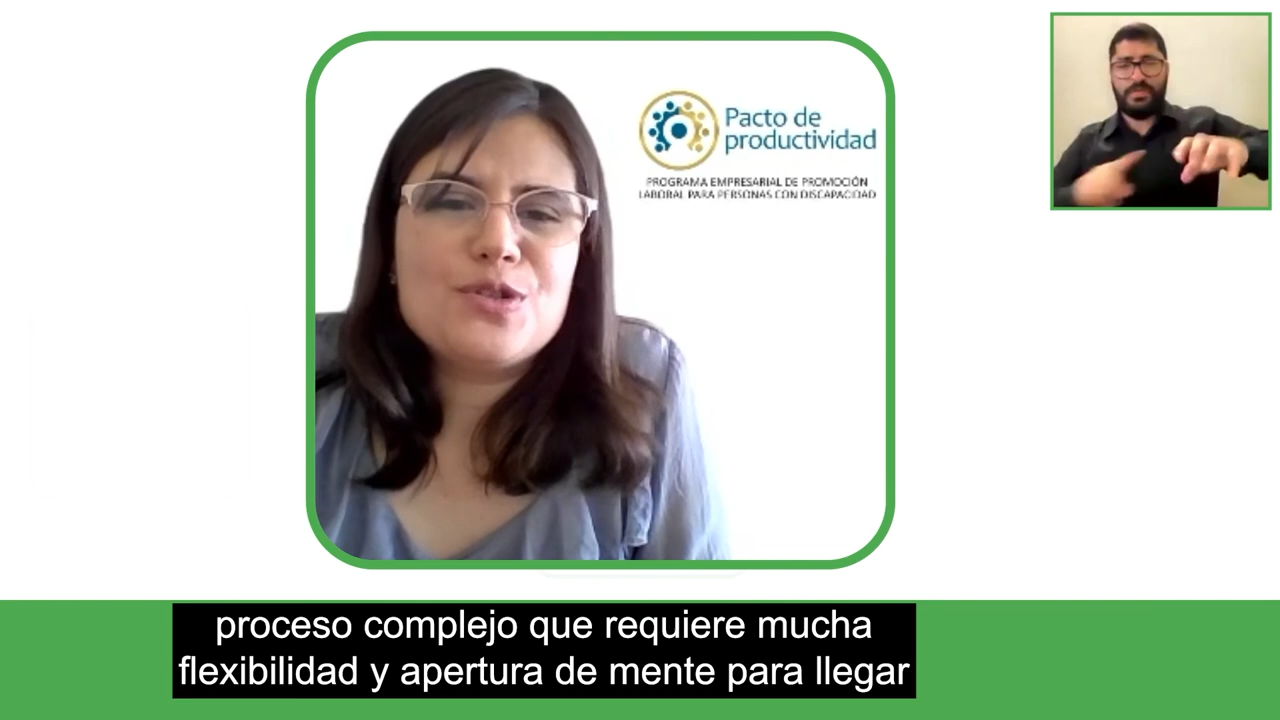 Pacto de
productividad
PROGRAMA EMPRESARIAL DE PROMOCIÓN
LABORAL PARA PERSONAS CON DISCAPACIDAD
proceso complejo que requiere mucha
flexibilidad y apertura de mente para llegar